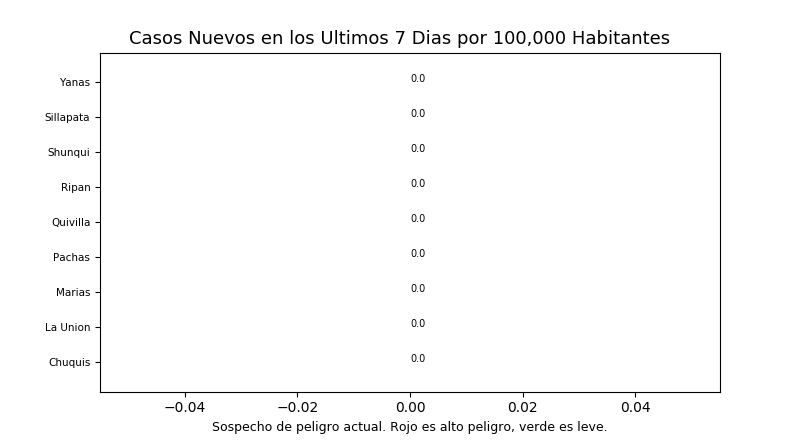 Casos Nuevos en los Ultimos 7 Dias por 100,000 Habitantes
Yanas 0.0
Sillapata 0.0
Shunqui 0.0
Ripan 0.0
Quivilla 0.0
Pachas 0.0
Marias 0.0
La Union 0.0
Chuquis 0.0
−0.04 −0.02 0.00 0.02 0.04
Sospecho de peligro actual. Rojo es alto peligro, verde es leve.